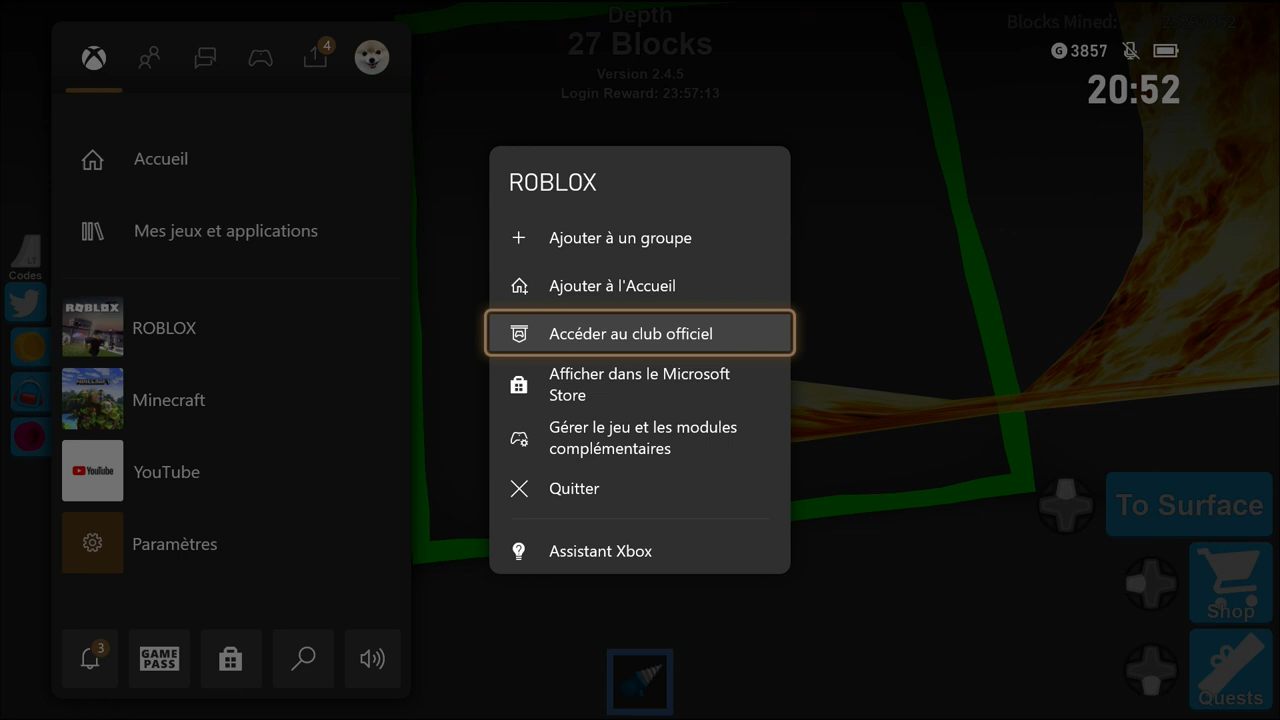 Depth
27 Blocks
Version 2.4.5
Login Reward: 23:57:13
Blocks Mined:
G 3857
20:52
4
Accueil
Mes jeux et applications
ROBLOX
ROBLOX
MINECRAFT
Minecraft
YouTube
YouTube
Paramètres
3
GAME
PASS
LT
Codes
ROBLOX
Ajouter à un groupe
Ajouter à l'Accueil
Accéder au club officiel
Afficher dans le Microsoft
Store
Gérer le jeu et les modules
complémentaires
Quitter
Assistant Xbox
To Surface
Shop
Quests